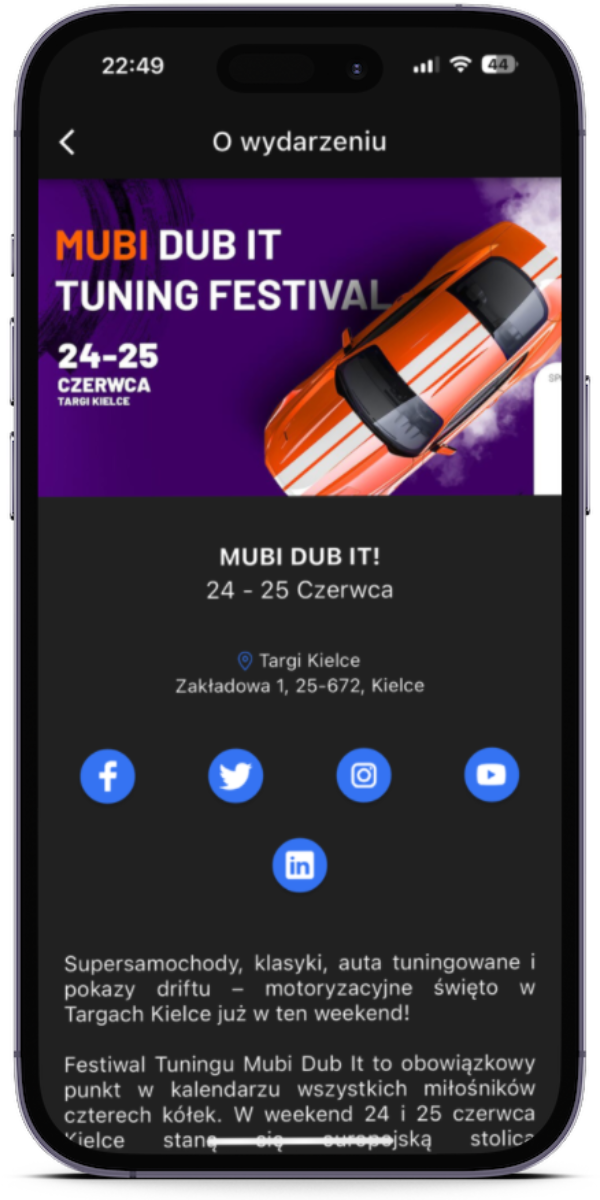 22:49
44
O wydarzeniu
MUBI DUB IT
TUNING FESTIVAL
24-25
CZERWCA
TARGI KIELCE
MUBI DUB IT!
24 - 25 Czerwca
Targi Kielce
Zakładowa 1, 25-672, Kielce
f
in
Supersamochody, klasyki, auta tuningowane i
pokazy driftu – motoryzacyjne święto w
Targach Kielce już w ten weekend!
Festiwal Tuningu Mubi Dub It to obowiązkowy
punkt w kalendarzu wszystkich miłośników
czterech kółek. W weekend 24 i 25 czerwca
Kielce staną się europejską stolicą